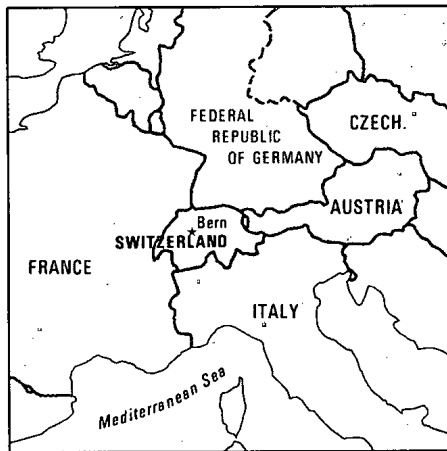 FEDERAL
REPUBLIC
OF GERMANY
CZECH.
AUSTRIA
Bern
SWITZERLAND
FRANCE
ITALY
Mediterranean Sea